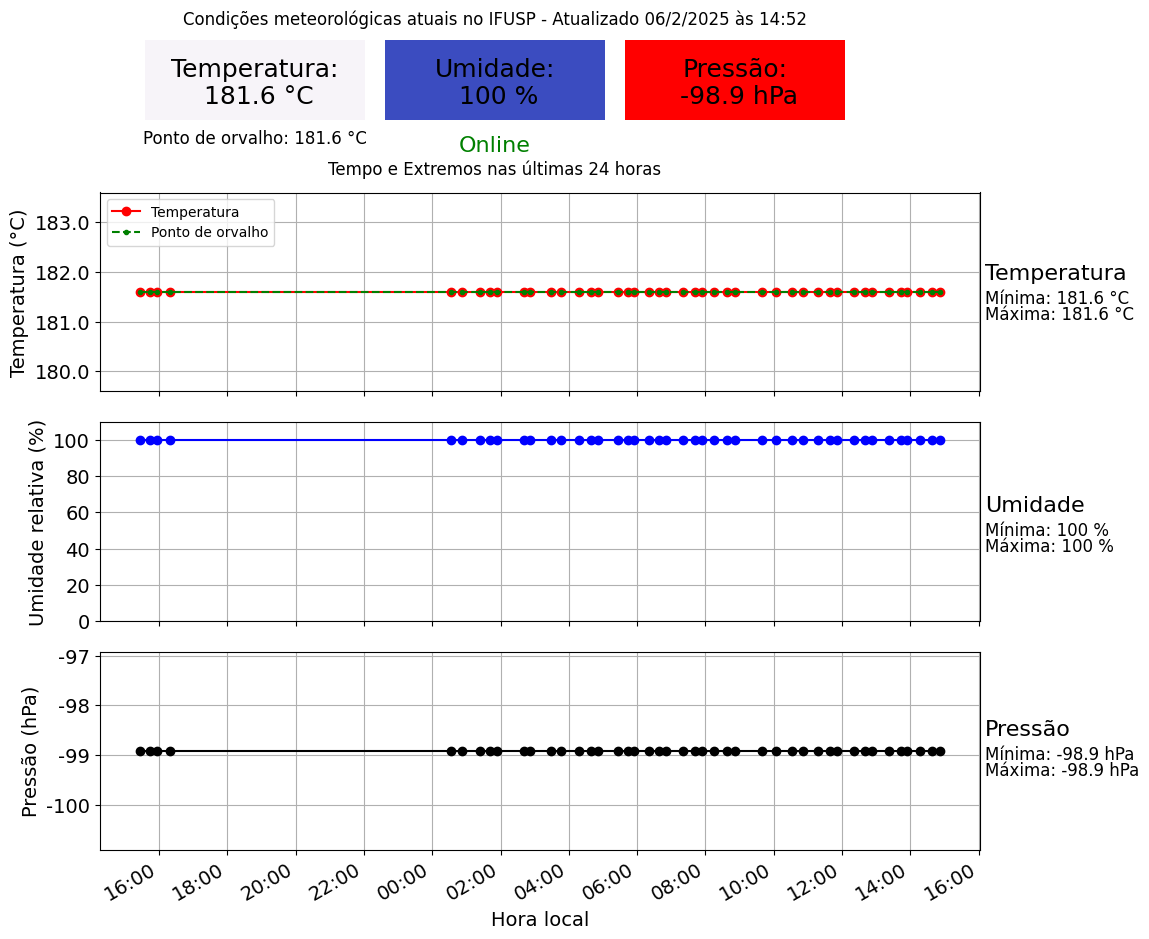 Condições meteorológicas atuais no IFUSP - Atualizado 06/2/2025 às 14:52
Temperatura:
181.6 °C
Umidade:
100 %
Pressão:
-98.9 hPa
Ponto de orvalho: 181.6 °C
Online
Tempo e Extremos nas últimas 24 horas
Temperatura (°C)
183.0
182.0
181.0
180.0
Temperatura
Ponto de orvalho
Temperatura
Mínima: 181.6 °C
Máxima: 181.6 °C
Umidade relativa (%)
100
80
60
40
20
0
Umidade
Mínima: 100 %
Máxima: 100 %
Pressão (hPa)
-97
-98
-99
-100
Pressão
Mínima: -98.9 hPa
Máxima: -98.9 hPa
16:00
18:00
20:00
22:00
00:00
02:00
04:00
06:00
08:00
10:00
12:00
14:00
16:00
Hora local